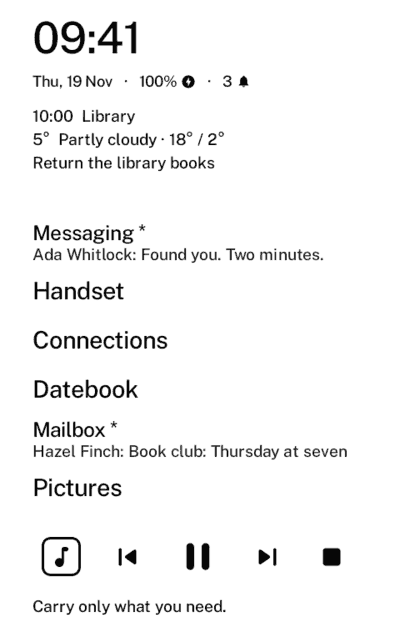 09:41
Thu, 19 Nov · 100% · 3
10:00 Library
5° Partly cloudy · 18° / 2°
Return the library books
Messaging *
Ada Whitlock: Found you. Two minutes.
Handset
Connections
Datebook
Mailbox *
Hazel Finch: Book club: Thursday at seven
Pictures
Carry only what you need.